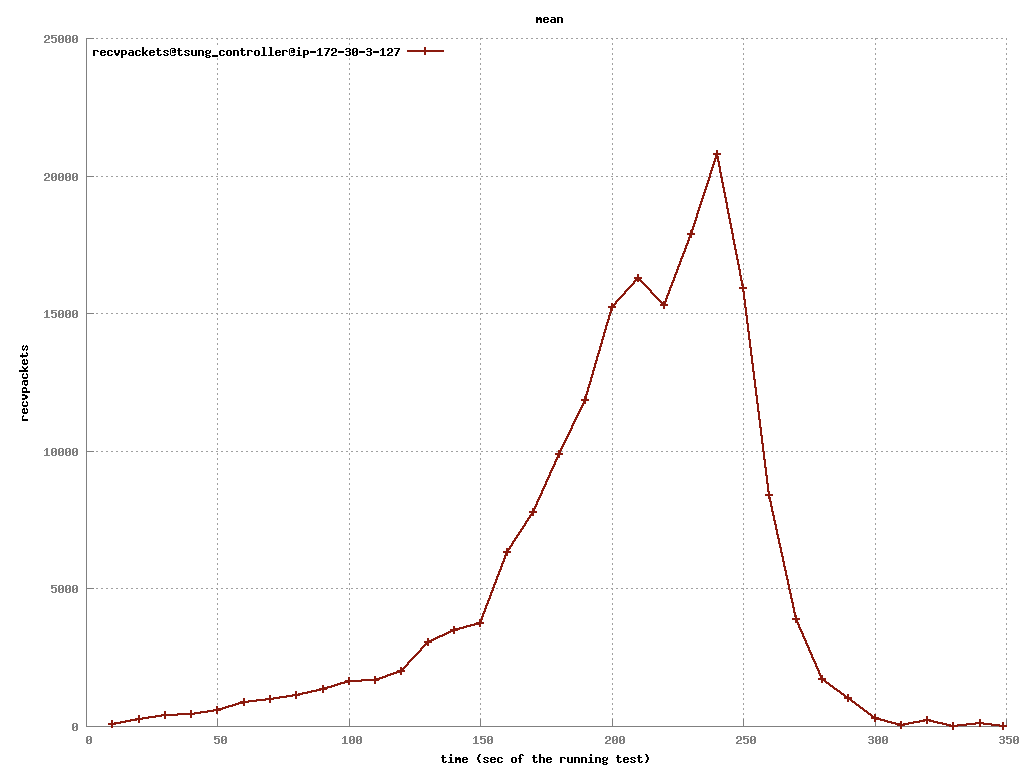 mean
25000
recvpackets@tsung_controller@ip-172-30-3-127
20000
15000
recvpackets
10000
5000
0
0 50 100 150 200 250 300 350
time (sec of the running test)